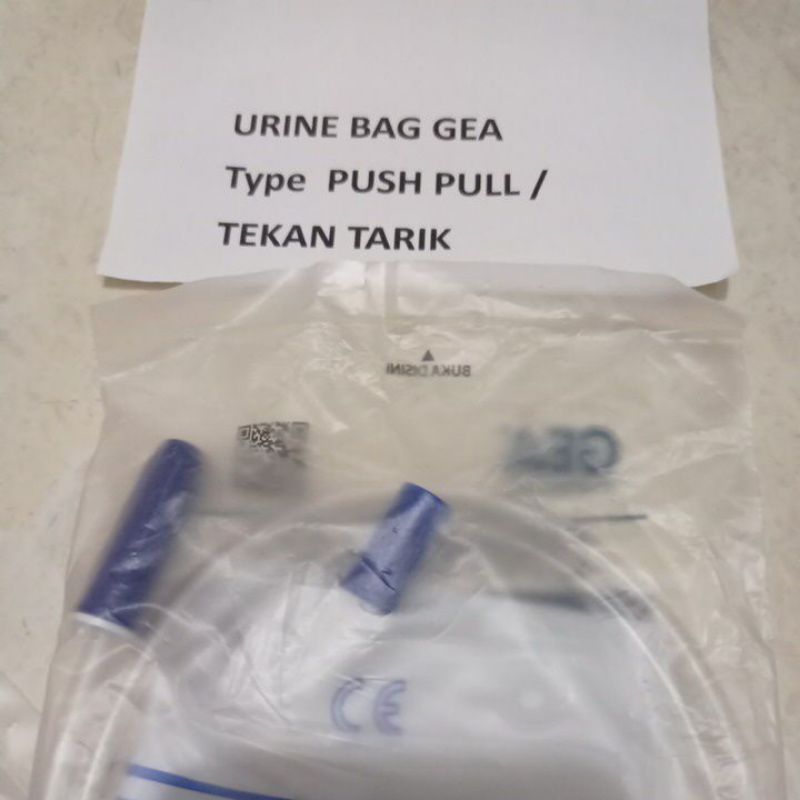 URINE BAG GEA
Type PUSH PULL /
TEKAN TARIK
BUKA DISINI
GEA
CE